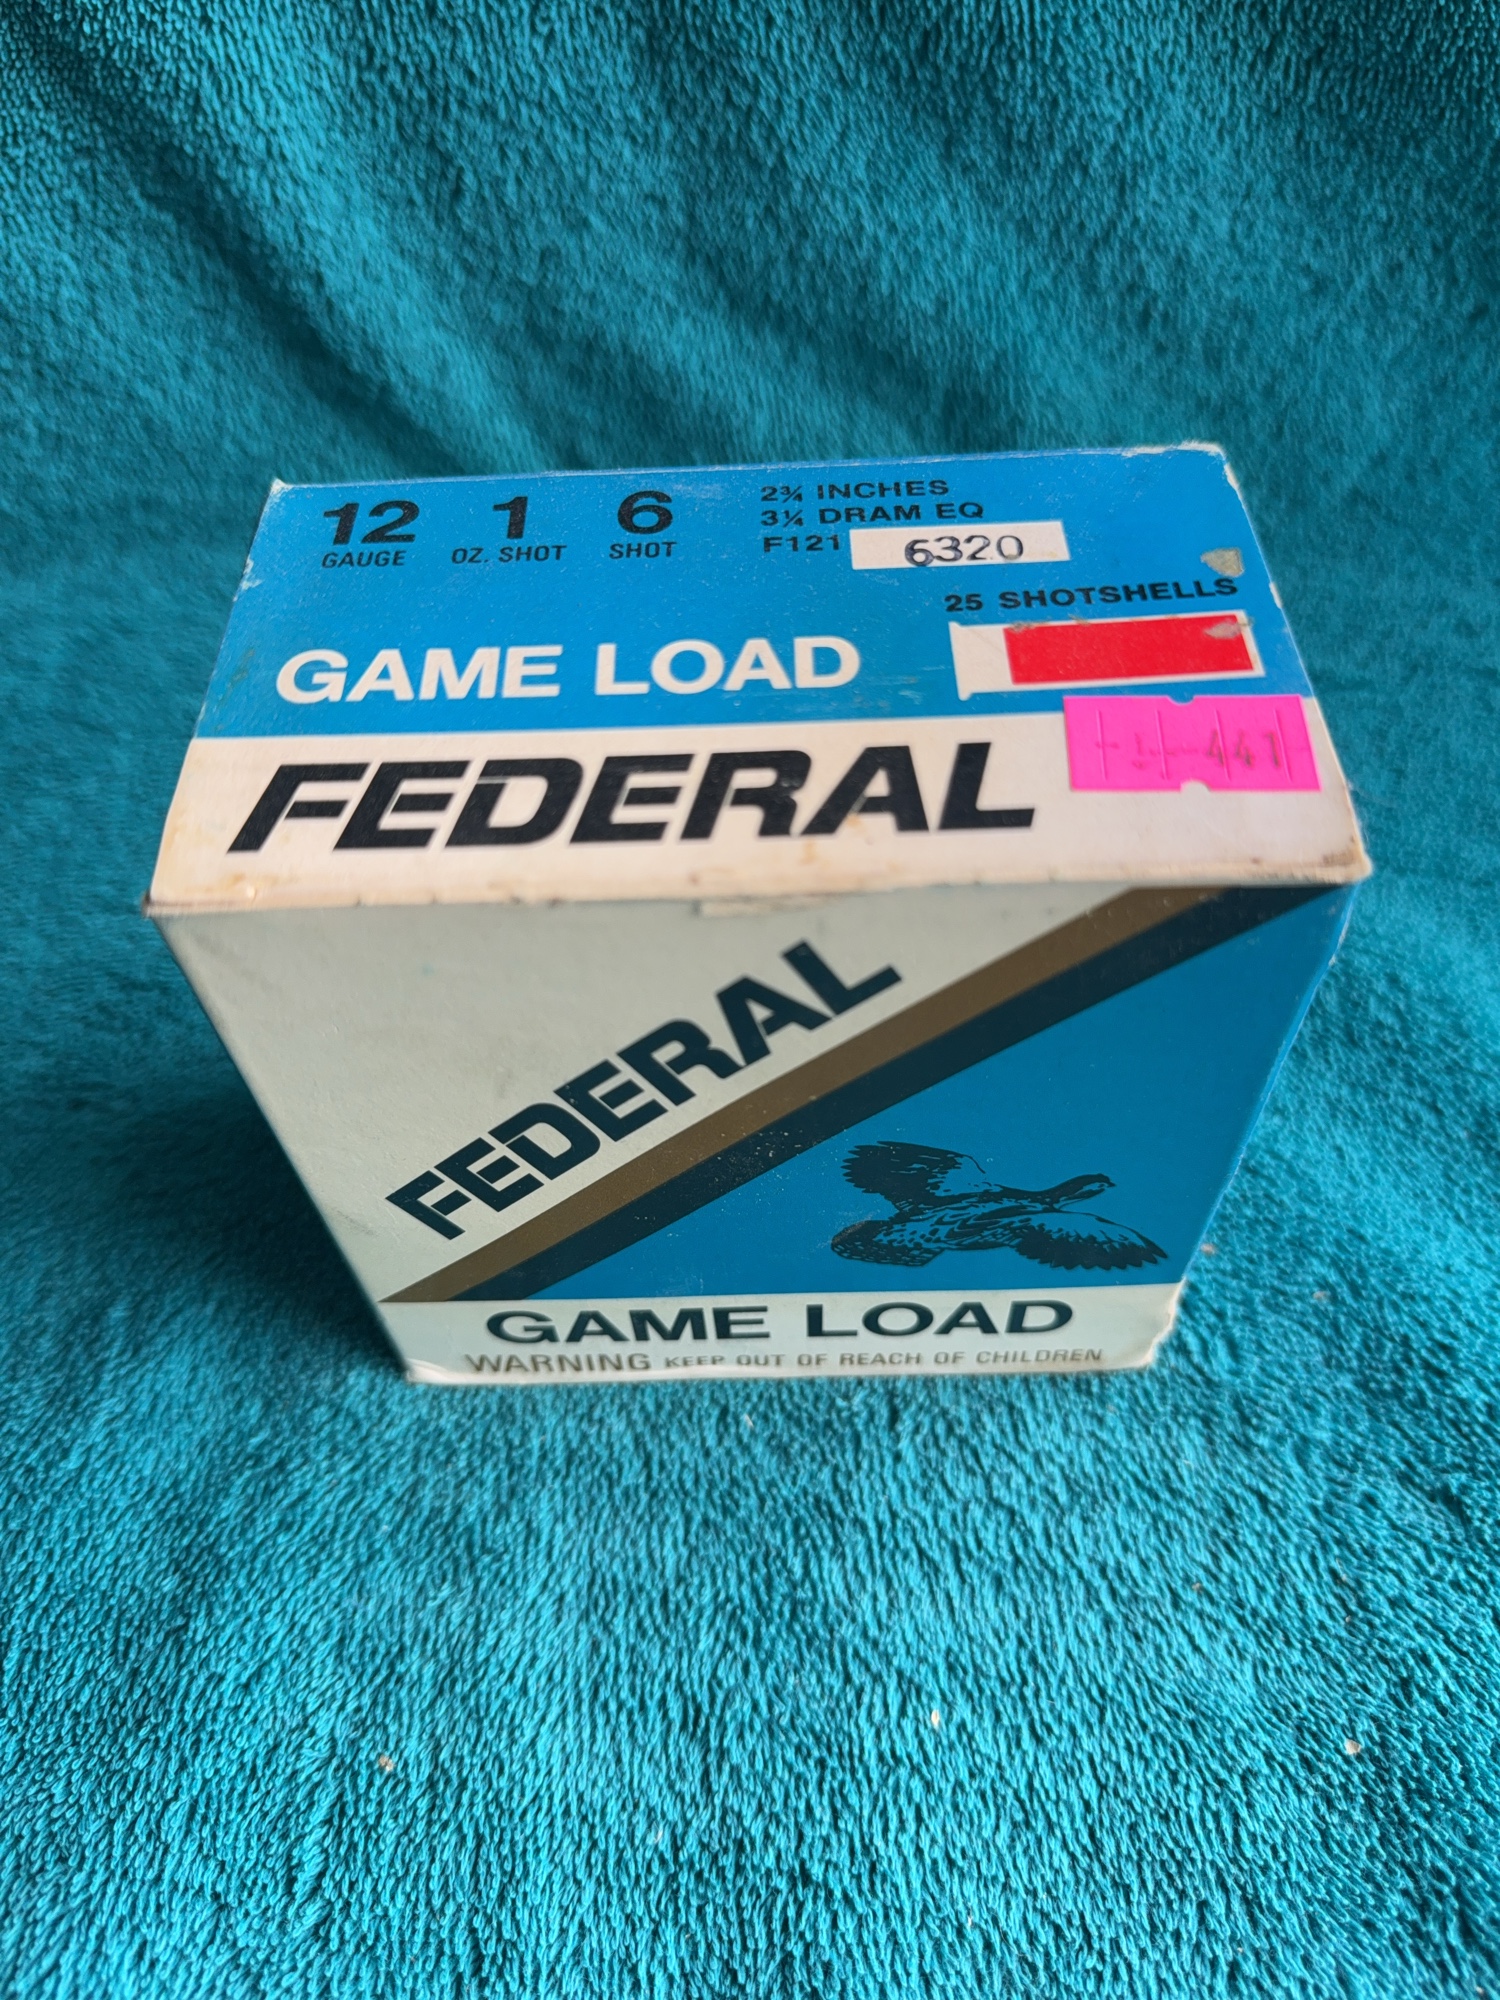 12 1 6
GAUGE OZ. SHOT SHOT
2¾ INCHES
3¼ DRAM EQ
F121 6320
25 SHOTSHELLS
GAME LOAD
441
FEDERAL
FEDERAL
GAME LOAD
WARNING KEEP OUT OF REACH OF CHILDREN